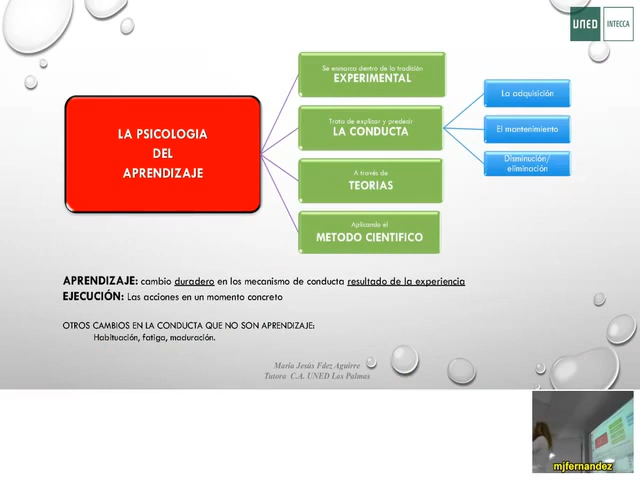 UNED
INTECCA
LA PSICOLOGIA
DEL
APRENDIZAJE
Se enmarca dentro de la tradición
EXPERIMENTAL
Trata de explicar y predecir
LA CONDUCTA
A través de
TEORÍAS
Aplicando el
METODO CIENTIFICO
La adquisición
El mantenimiento
Disminución/
eliminación
APRENDIZAJE: cambio duradero en los mecanismo de conducta resultado de la experiencia
EJECUCIÓN: Las acciones en un momento concreto
OTROS CAMBIOS EN LA CONDUCTA QUE NO SON APRENDIZAJE:
Habituación, fatiga, maduración.
María Jesús Fdez Aguirre
Tutora C.A. UNED Las Palmas
mjfernandez